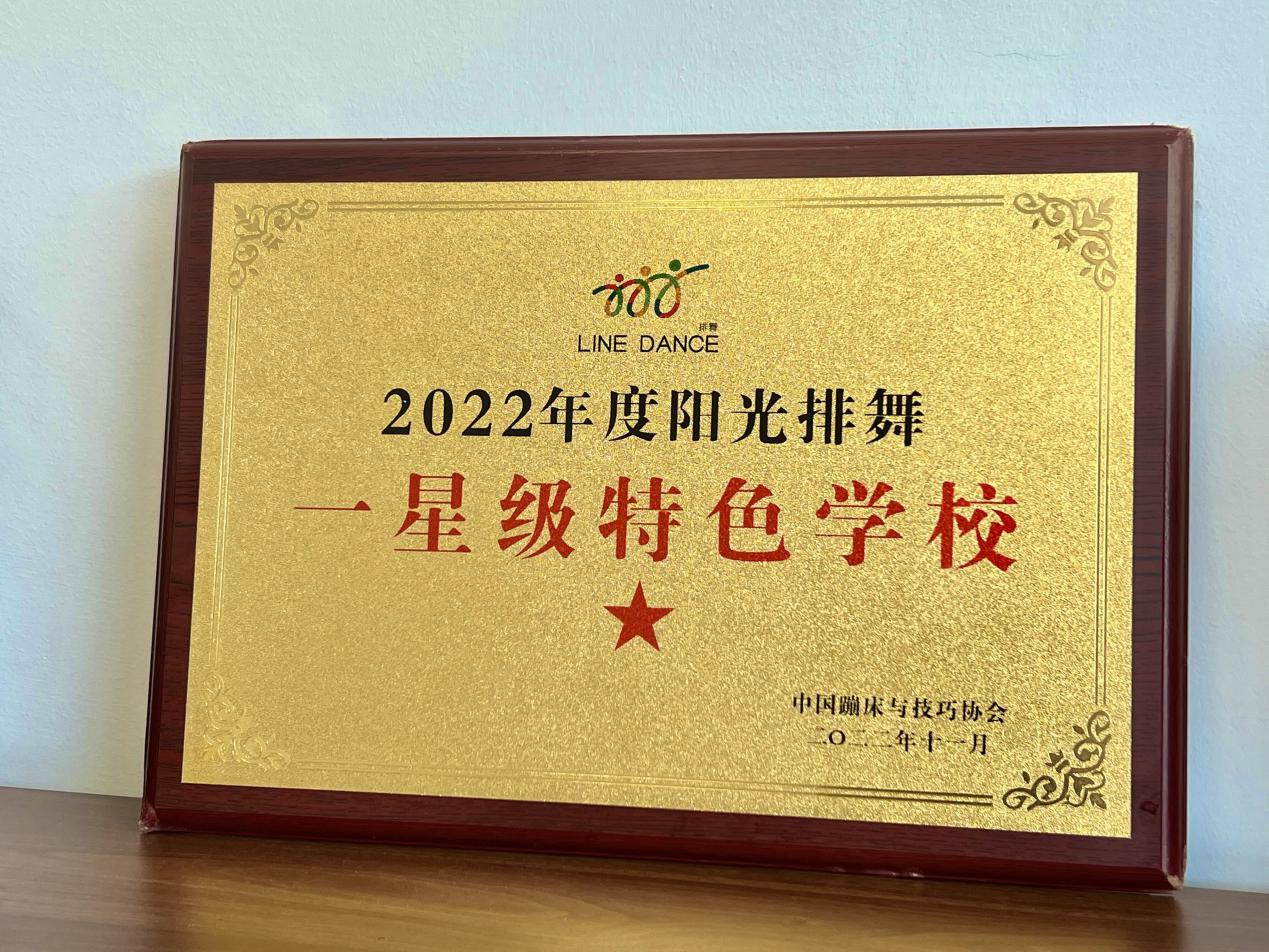 排舞
LINE DANCE
2022年度阳光排舞
一星级特色学校
中国蹦床与技巧协会
二〇二二年十一月